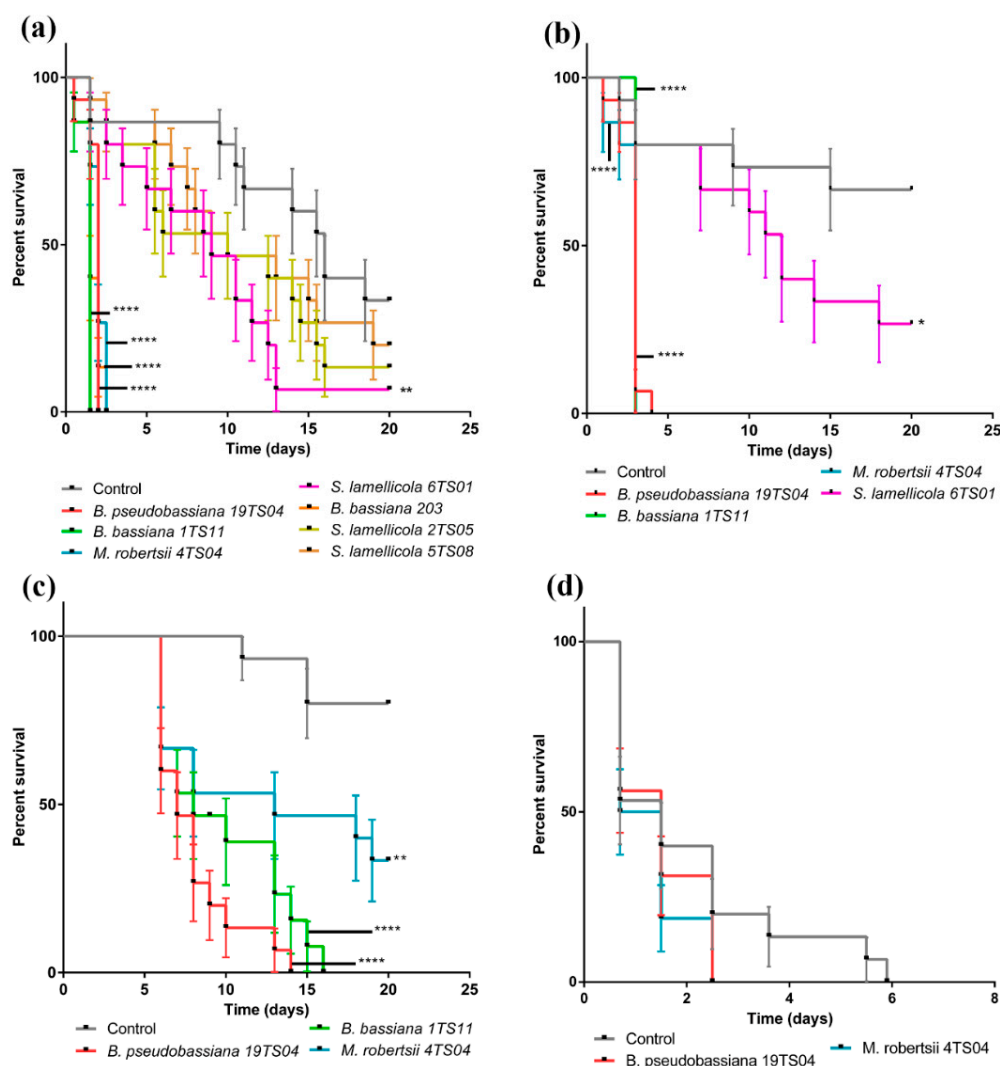 (a)
Percent survival
100
50
0
****
****
****
****
**
0 5 10 15 20 25
Time (days)
Control
B. pseudobassiana 19TS04
B. bassiana 1TS11
M. robertsii 4TS04
S. lamellicola 6TS01
B. bassiana 203
S. lamellicola 2TS05
S. lamellicola 5TS08
(b)
Percent survival
100
50
0
****
****
****
*
0 5 10 15 20 25
Time (days)
Control
B. pseudobassiana 19TS04
B. bassiana 1TS11
M. robertsii 4TS04
S. lamellicola 6TS01
(c)
Percent survival
100
50
0
**
****
****
0 5 10 15 20 25
Time (days)
Control
B. pseudobassiana 19TS04
B. bassiana 1TS11
M. robertsii 4TS04
(d)
Percent survival
100
50
0
0 2 4 6 8
Time (days)
Control
B. pseudobassiana 19TS04
M. robertsii 4TS04